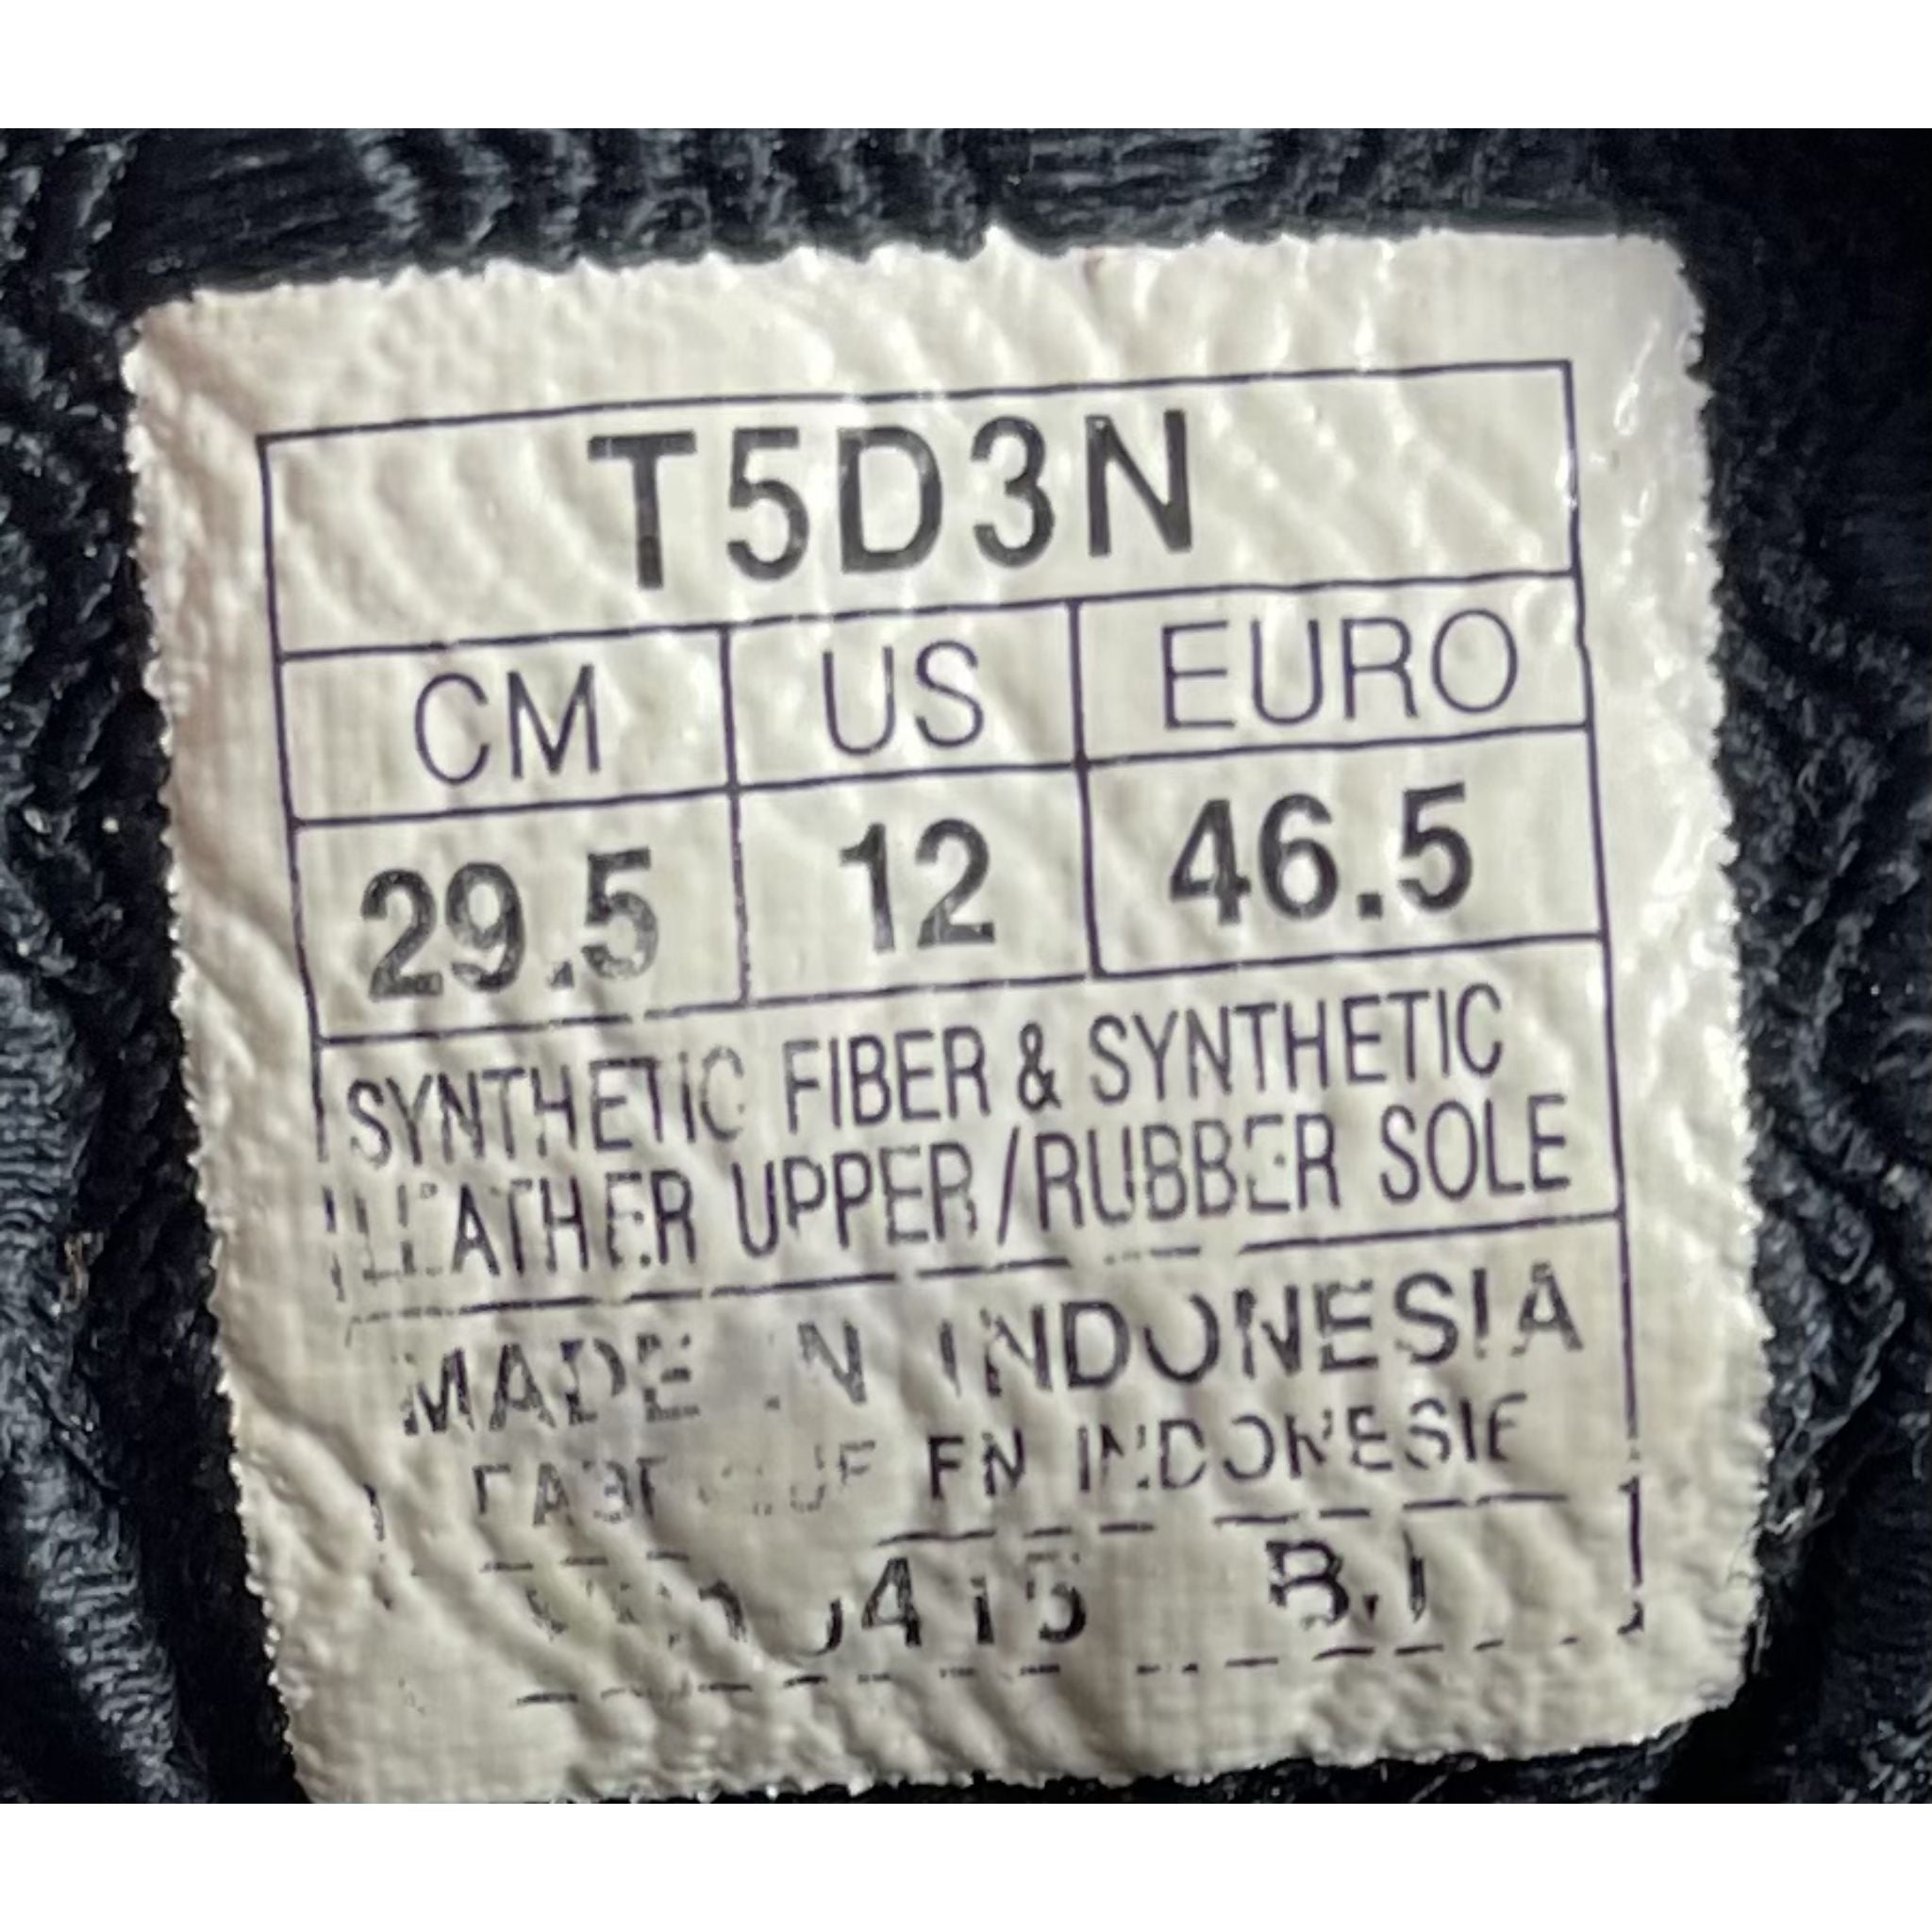 T5D3N
CM US EURO
29.5 12 46.5
SYNTHETIC FIBER & SYNTHETIC
LEATHER UPPER/RUBBER SOLE
MADE IN INDONESIA
EN INDONESIE